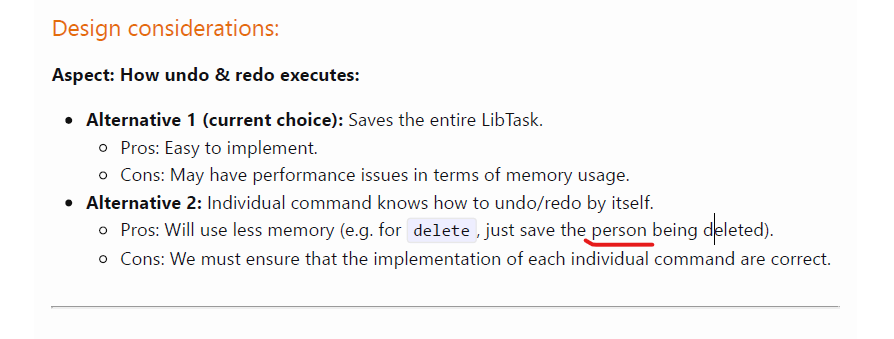 Design considerations:
Aspect: How undo & redo executes:
Alternative 1 (current choice): Saves the entire LibTask.
Pros: Easy to implement.
Cons: May have performance issues in terms of memory usage.
Alternative 2: Individual command knows how to undo/redo by itself.
Pros: Will use less memory (e.g. for delete, just save the person being deleted).
Cons: We must ensure that the implementation of each individual command are correct.